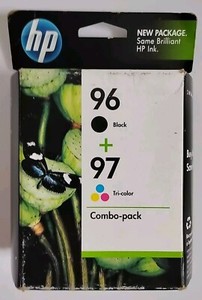 hp
NEW PACKAGE.
Same Brilliant
HP Ink.
96
Black
+
97
Tri-color
Combo-pack